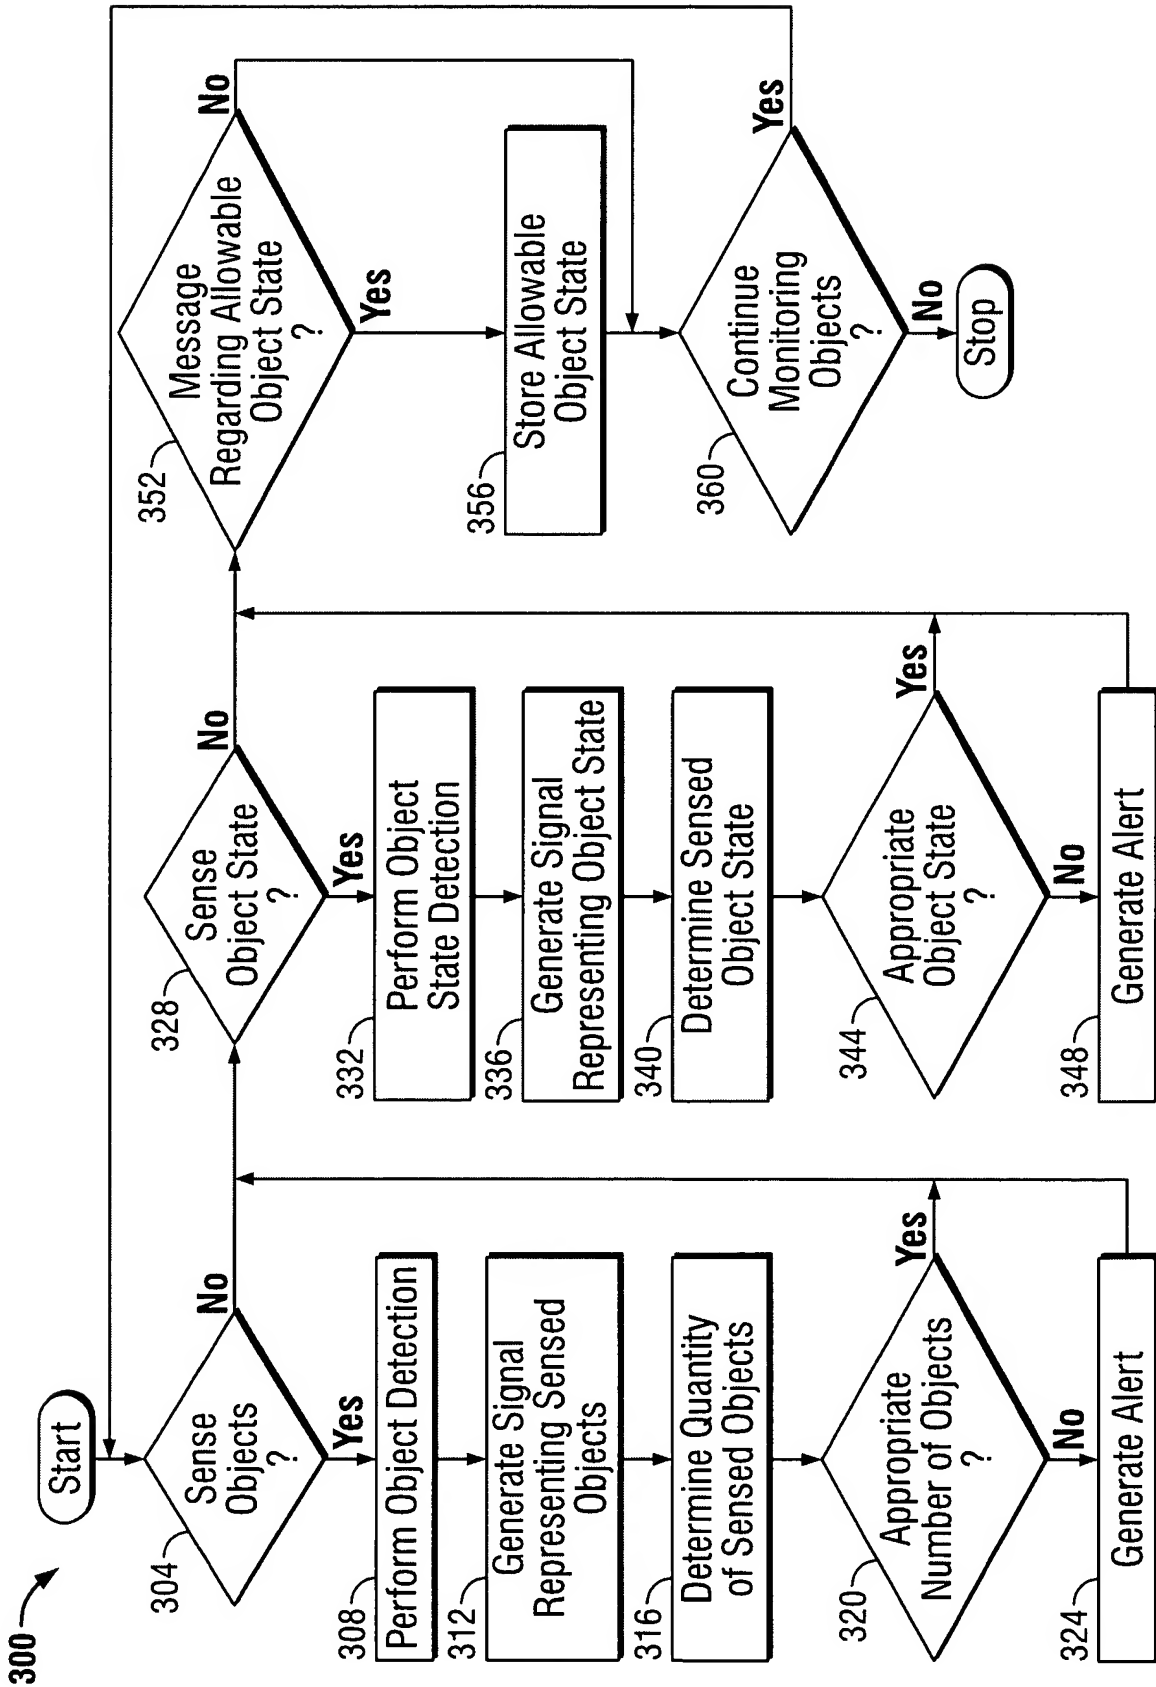 300
Start
304
Sense
Objects
?
No
Yes
308
Perform Object Detection
312
Generate Signal
Representing Sensed
Objects
316
Determine Quantity
of Sensed Objects
320
Appropriate
Number of Objects
?
Yes
No
324
Generate Alert
328
Sense
Object State
?
No
Yes
332
Perform Object
State Detection
336
Generate Signal
Representing Object State
340
Determine Sensed
Object State
344
Appropriate
Object State
?
Yes
No
348
Generate Alert
352
Message
Regarding Allowable
Object State
?
No
Yes
356
Store Allowable
Object State
360
Continue
Monitoring
Objects
?
Yes
No
Stop